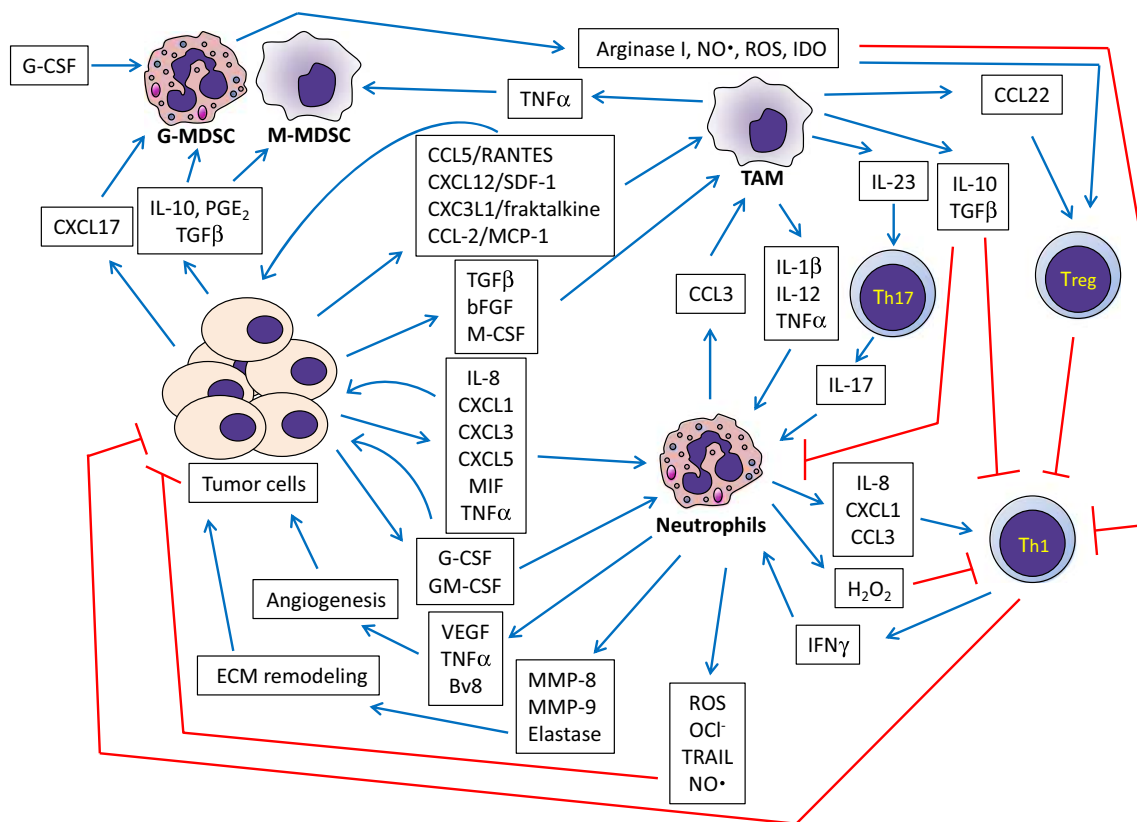 G-CSF
G-MDSC
M-MDSC
Arginase I, NO•, ROS, IDO
TNFα
TAM
CCL22
CCL5/RANTES
CXCL12/SDF-1
CXC3L1/fraktalkine
CCL-2/MCP-1
IL-23
IL-10
TGFβ
CXCL17
IL-10, PGE₂
TGFβ
TGFβ
bFGF
M-CSF
CCL3
IL-1β
IL-12
TNFα
Th17
Treg
IL-17
IL-8
CXCL1
CXCL3
CXCL5
MIF
TNFα
Tumor cells
Neutrophils
IL-8
CXCL1
CCL3
Th1
G-CSF
GM-CSF
H₂O₂
Angiogenesis
IFNγ
VEGF
TNFα
Bv8
ECM remodeling
MMP-8
MMP-9
Elastase
ROS
OCl⁻
TRAIL
NO•